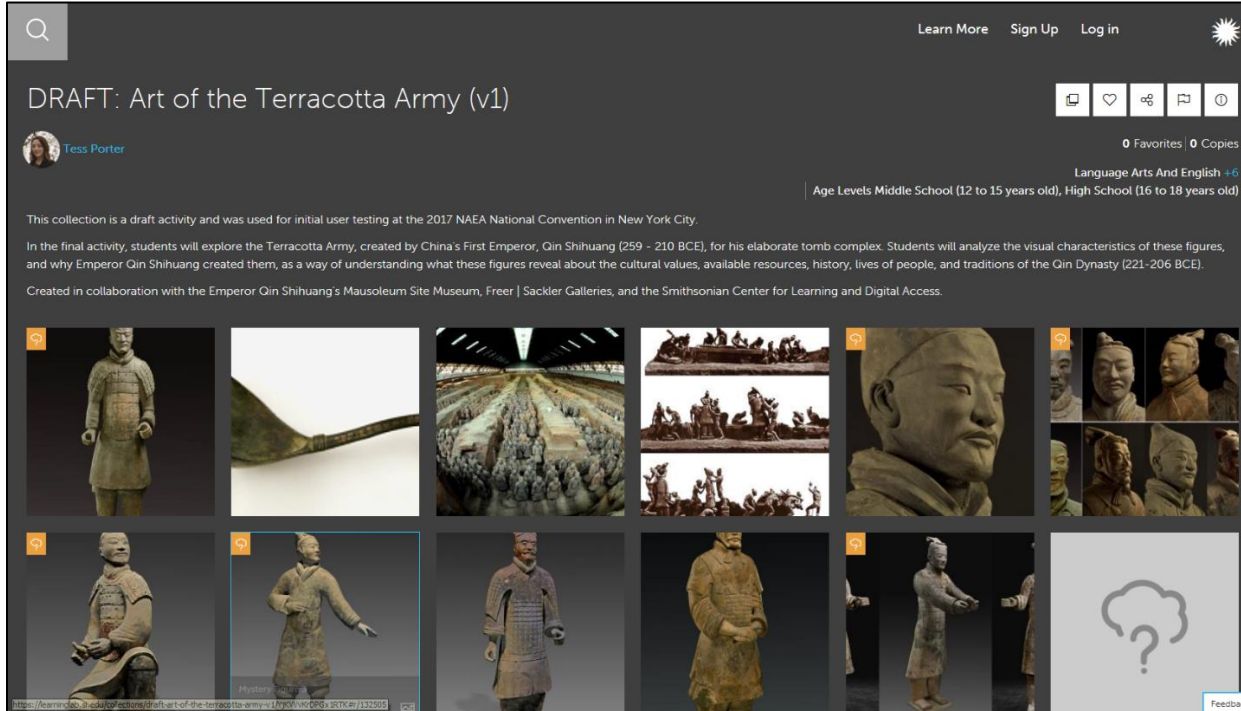 Learn More Sign Up Log in
DRAFT: Art of the Terracotta Army (v1)
Tess Porter
0 Favorites | 0 Copies
Language Arts And English +6
Age Levels Middle School (12 to 15 years old), High School (16 to 18 years old)
This collection is a draft activity and was used for initial user testing at the 2017 NAEA National Convention in New York City.
In the final activity, students will explore the Terracotta Army, created by China's First Emperor, Qin Shihuang (259 - 210 BCE), for his elaborate tomb complex. Students will analyze the visual characteristics of these figures,
and why Emperor Qin Shihuang created them, as a way of understanding what these figures reveal about the cultural values, available resources, history, lives of people, and traditions of the Qin Dynasty (221-206 BCE).
Created in collaboration with the Emperor Qin Shihuang's Mausoleum Site Museum, Freer | Sackler Galleries, and the Smithsonian Center for Learning and Digital Access.
Mystery
Feedba